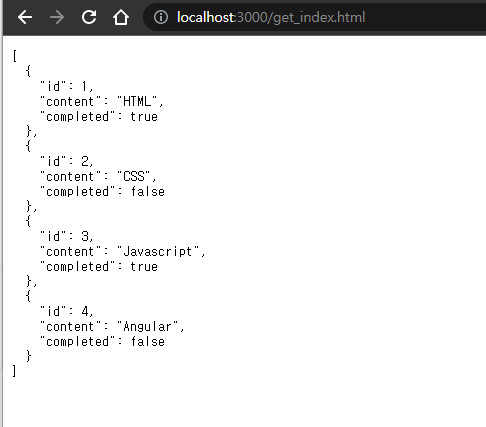 localhost:3000/get_index.html
[
  {
    "id": 1,
    "content": "HTML",
    "completed": true
  },
  {
    "id": 2,
    "content": "CSS",
    "completed": false
  },
  {
    "id": 3,
    "content": "Javascript",
    "completed": true
  },
  {
    "id": 4,
    "content": "Angular",
    "completed": false
  }
]